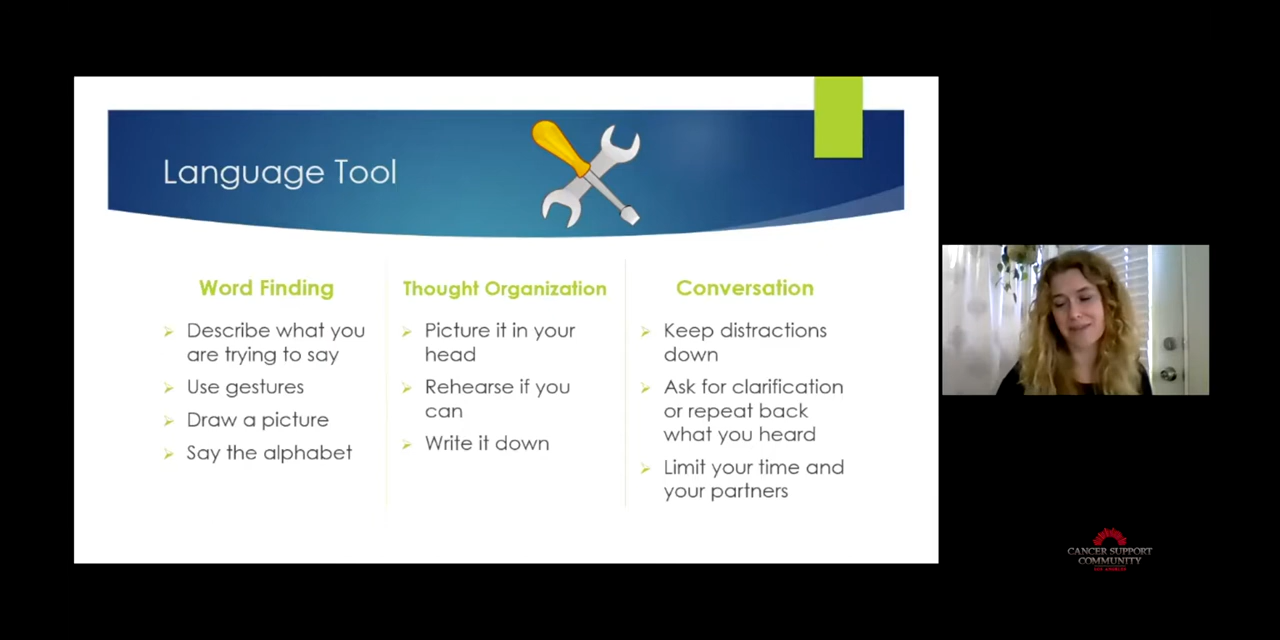 Language Tool
Word Finding
Describe what you
are trying to say
Use gestures
Draw a picture
Say the alphabet
Thought Organization
Picture it in your
head
Rehearse if you
can
Write it down
Conversation
Keep distractions
down
Ask for clarification
or repeat back
what you heard
Limit your time and
your partners
CANCER SUPPORT
COMMUNITY
LOS ANGELES